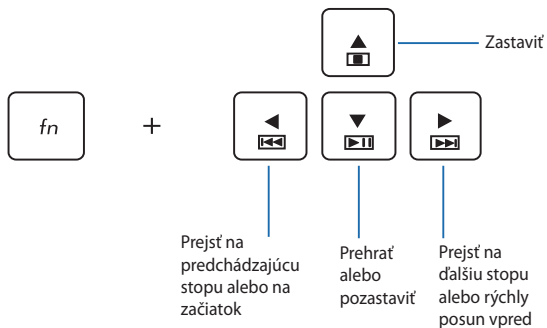 Zastaviť
fn
+
Prejsť na
predchádzajúcu
stopu alebo na
začiatok
Prehrať
alebo
pozastaviť
Prejsť na
ďalšiu stopu
alebo rýchly
posun vpred